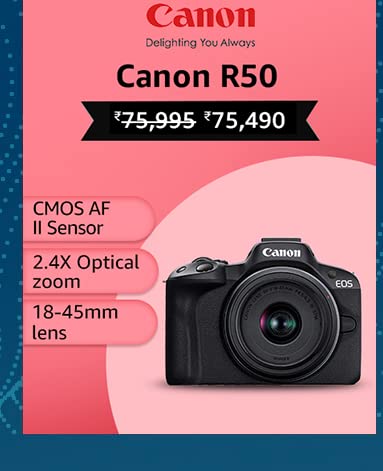 Canon
Delighting You Always
Canon R50
₹75,995 ₹75,490
CMOS AF
II Sensor
2.4X Optical
zoom
18-45mm
lens
Canon
EOS